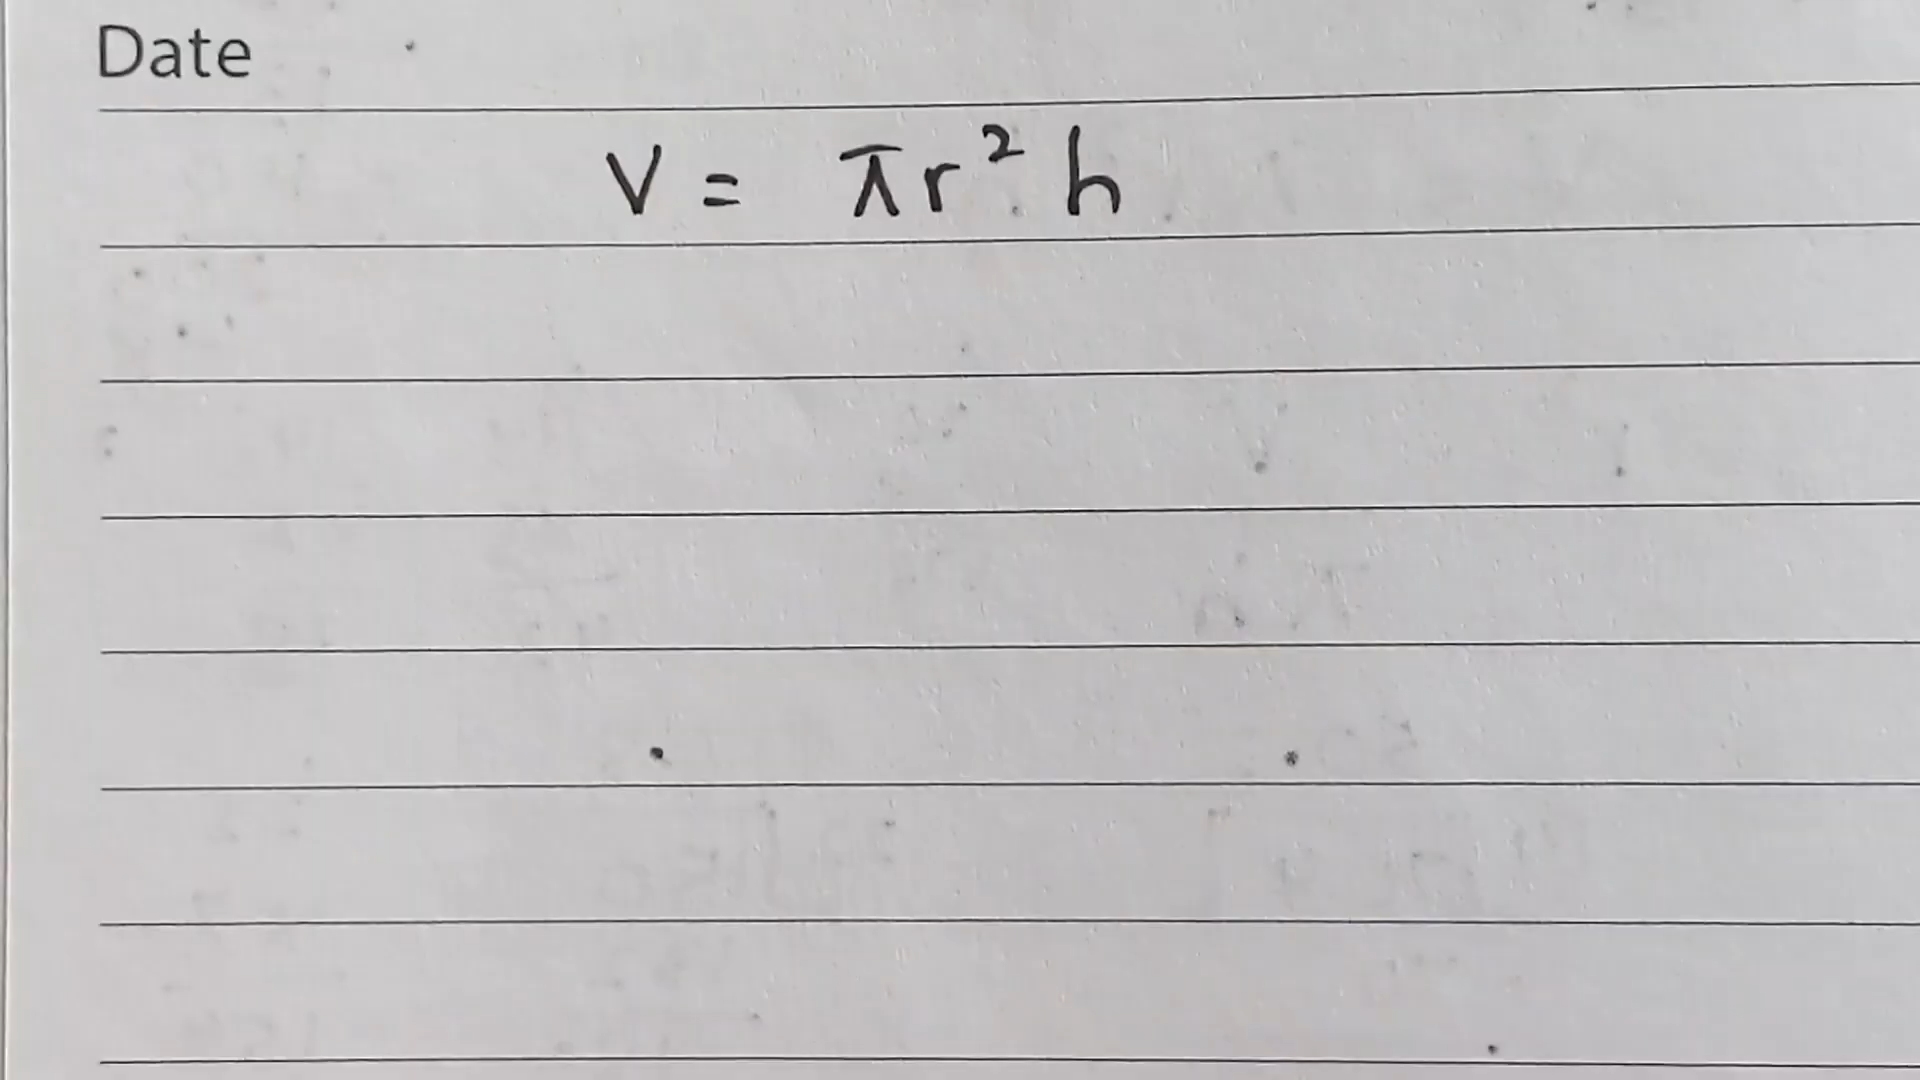 Date
V = πr² h